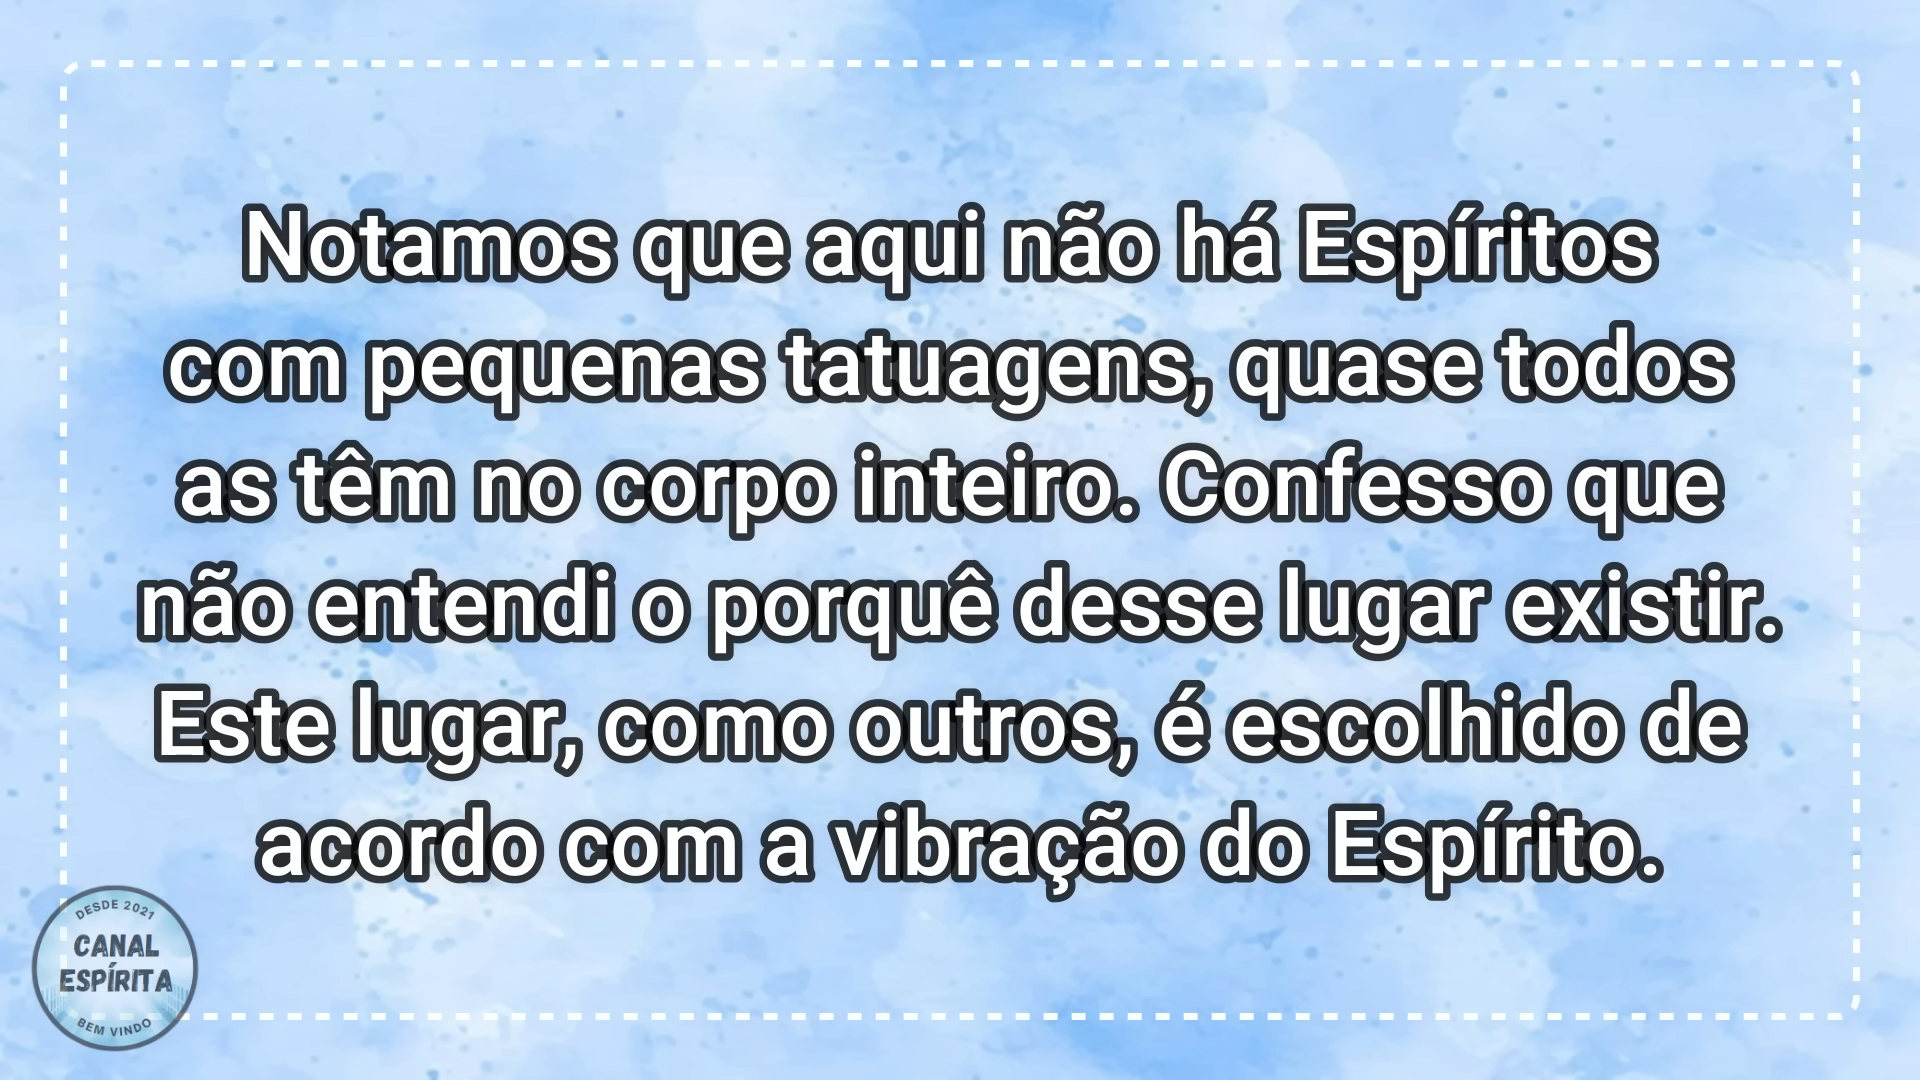 Notamos que aqui não há Espíritos
com pequenas tatuagens, quase todos
as têm no corpo inteiro. Confesso que
não entendi o porquê desse lugar existir.
Este lugar, como outros, é escolhido de
acordo com a vibração do Espírito.
DESDE 2021
CANAL
ESPÍRITA
BEM VINDO